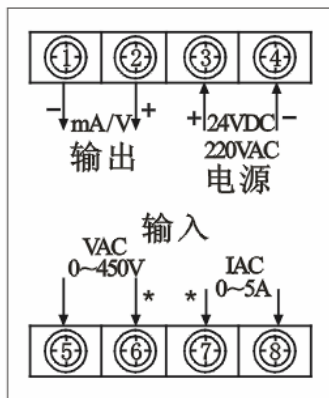 ① ② ③ ④
− mA/V + + 24VDC −
输出 220VAC
电源
输入
VAC IAC
0~450V * * 0~5A
⑤ ⑥ ⑦ ⑧